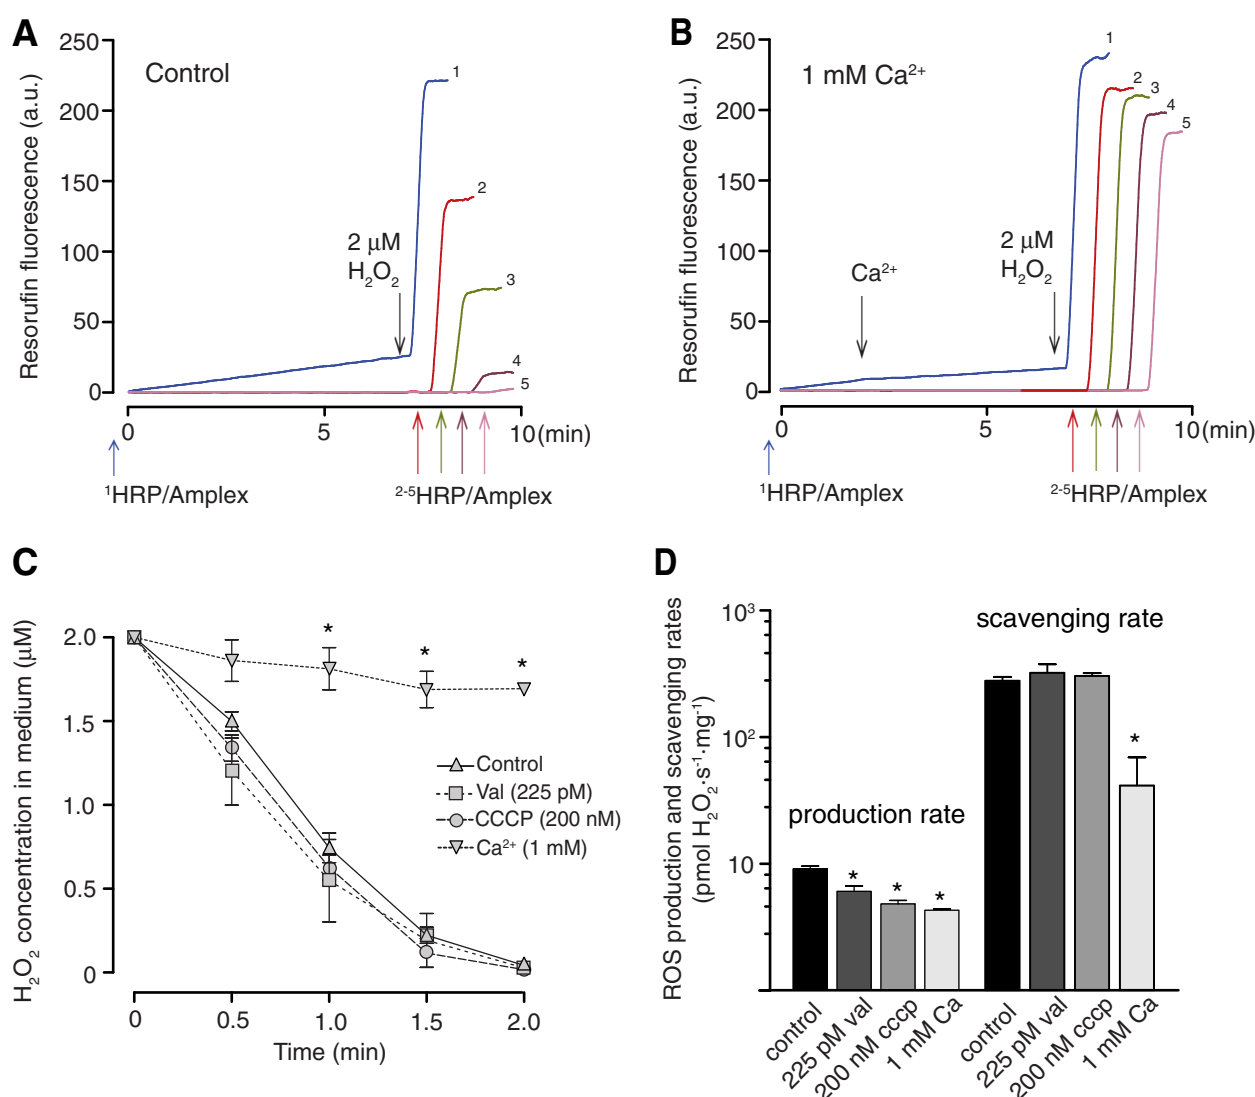 A
Control
Resorufin fluorescence (a.u.)
250
200
150
100
50
0
1
2
3
4
5
2 μM
H₂O₂
0
5
10 (min)
¹HRP/Amplex
²⁻⁵HRP/Amplex
B
1 mM Ca²⁺
Resorufin fluorescence (a.u.)
250
200
150
100
50
0
1
2
3
4
5
Ca²⁺
2 μM
H₂O₂
0
5
10 (min)
¹HRP/Amplex
²⁻⁵HRP/Amplex
C
H₂O₂ concentration in medium (μM)
2.0
1.5
1.0
0.5
0
*
*
*
Control
Val (225 pM)
CCCP (200 nM)
Ca²⁺ (1 mM)
0
0.5
1.0
1.5
2.0
Time (min)
D
ROS production and scavenging rates
(pmol H₂O₂·s⁻¹·mg⁻¹)
10³
10²
10
production rate
scavenging rate
*
*
*
*
control
225 pM val
200 nM cccp
1 mM Ca
control
225 pM val
200 nM cccp
1 mM Ca